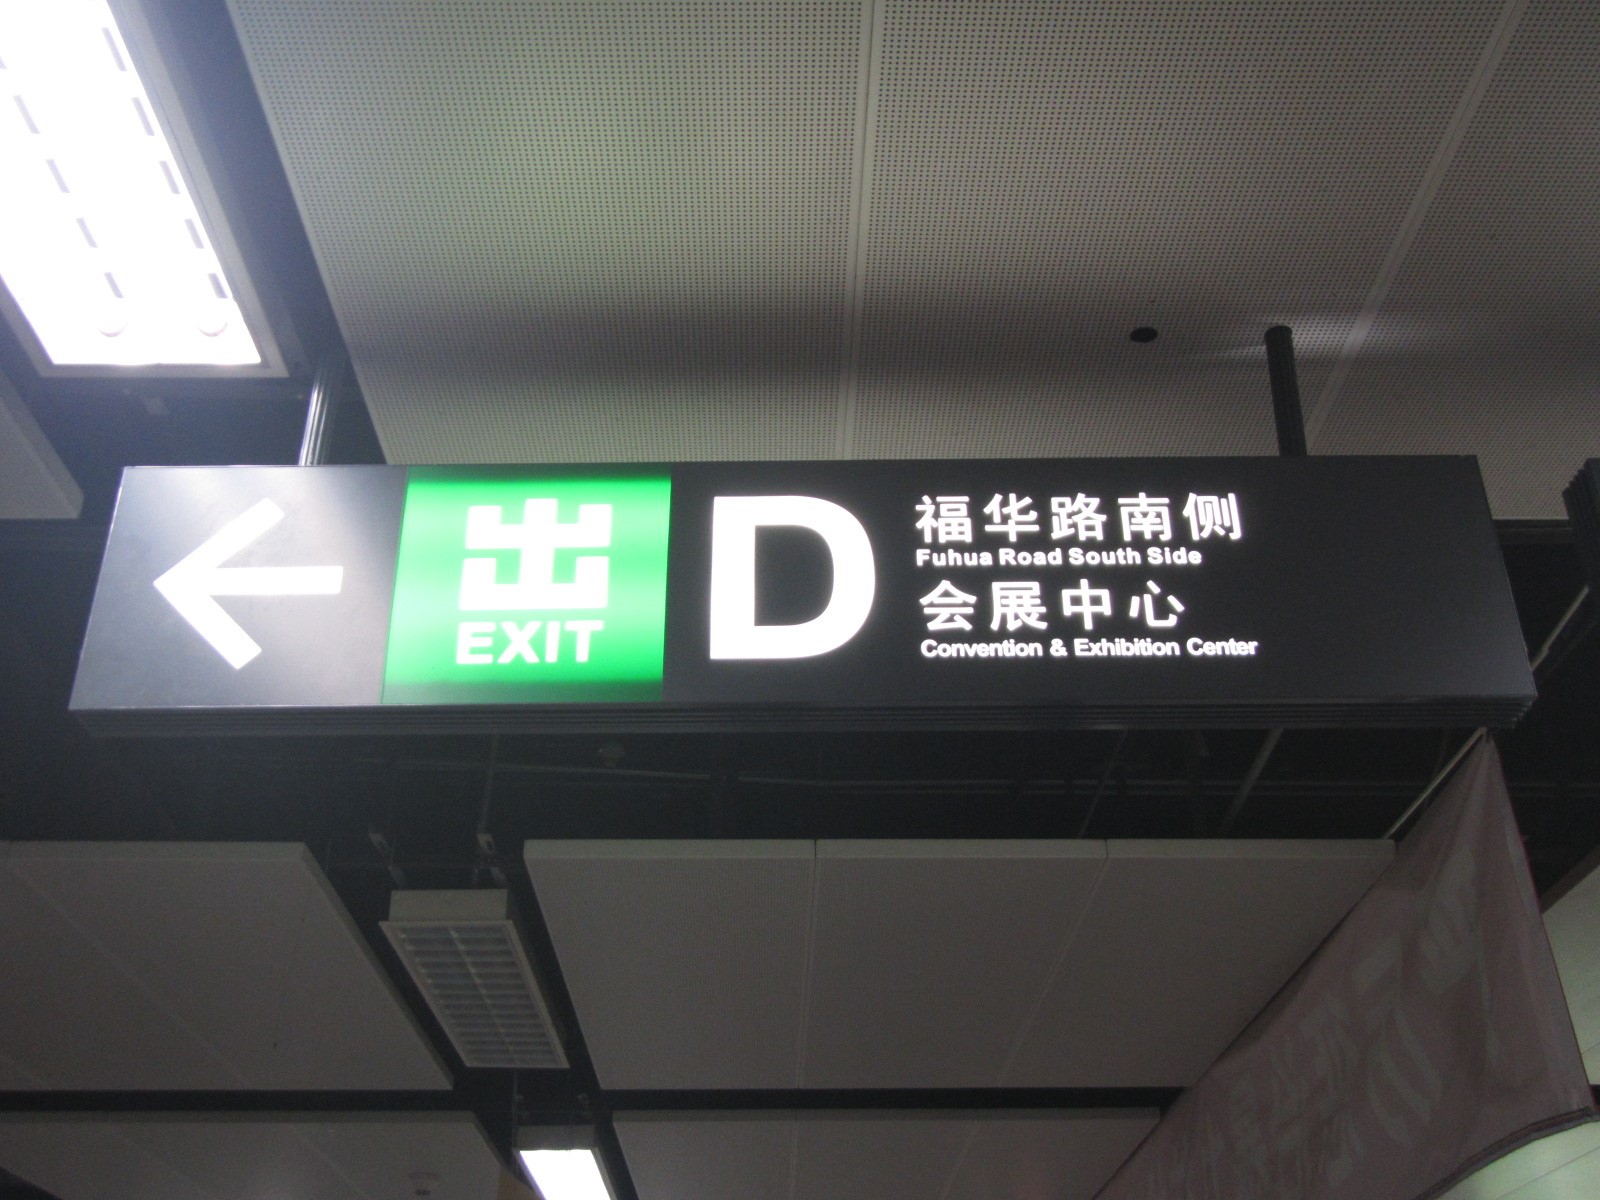 出
EXIT
D
福华路南侧
Fuhua Road South Side
会展中心
Convention & Exhibition Center